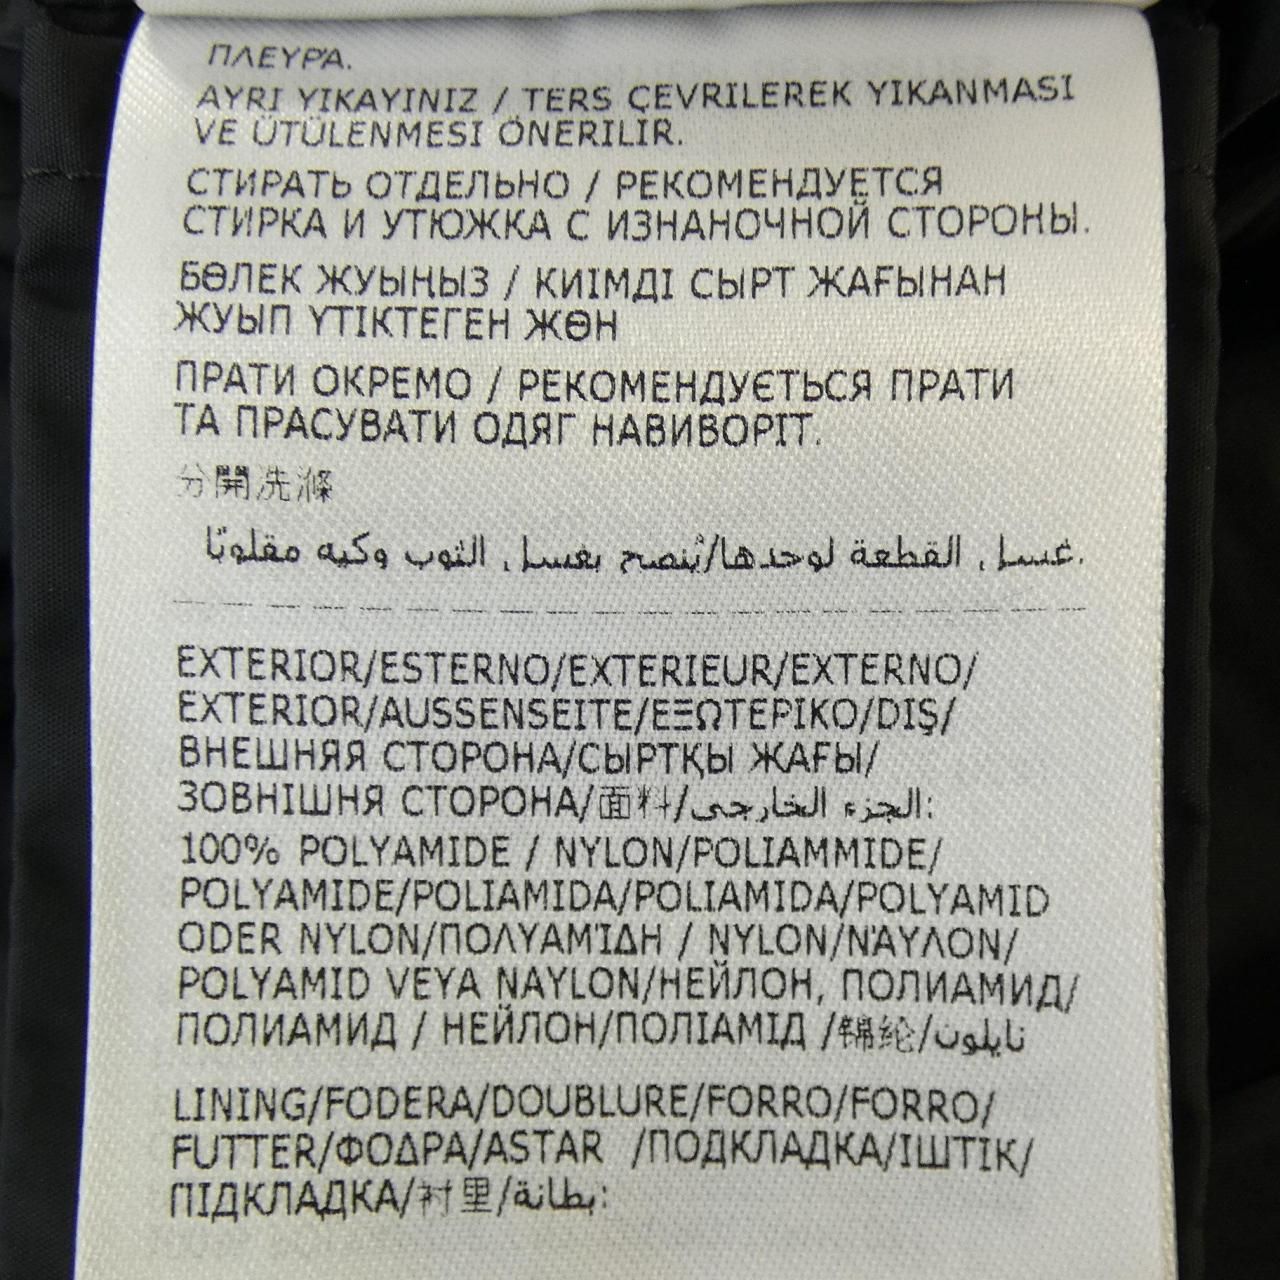 ΠΛΕΥΡΆ.
AYRI YIKAYINIZ / TERS ÇEVRILEREK YIKANMASI
VE ÜTÜLENMESI ÖNERILIR.
СТИРАТЬ ОТДЕЛЬНО / РЕКОМЕНДУЕТСЯ
СТИРКА И УТЮЖКА С ИЗНАНОЧНОЙ СТОРОНЫ.
БӨЛЕК ЖУЫҢЫЗ / КИІМДІ СЫРТ ЖАҒЫНАН
ЖУЫП ҮТІКТЕГЕН ЖӨН
ПРАТИ ОКРЕМО / РЕКОМЕНДУЄТЬСЯ ПРАТИ
ТА ПРАСУВАТИ ОДЯГ НАВИВОРІТ.
分開洗滌
غسل القطعة لوحدها/يُنصح بغسل الثوب وكيه مقلوبًا.
EXTERIOR/ESTERNO/EXTERIEUR/EXTERNO/
EXTERIOR/AUSSENSEITE/ΕΞΩΤΕΡΙΚΟ/DIŞ/
ВНЕШНЯЯ СТОРОНА/СЫРТҚЫ ЖАҒЫ/
ЗОВНІШНЯ СТОРОНА/面料/الجزء الخارجي:
100% POLYAMIDE / NYLON/POLIAMMIDE/
POLYAMIDE/POLIAMIDA/POLIAMIDA/POLYAMID
ODER NYLON/ΠΟΛΥΑΜΊΔΗ / NYLON/ΝΆΥΛΟΝ/
POLYAMID VEYA NAYLON/НЕЙЛОН, ПОЛИАМИД/
ПОЛИАМИД / НЕЙЛОН/ПОЛІАМІД /锦纶/نايلون
LINING/FODERA/DOUBLURE/FORRO/FORRO/
FUTTER/ΦΟΔΡΑ/ASTAR /ПОДКЛАДКА/ІШТІК/
ПІДКЛАДКА/衬里/بطانة: